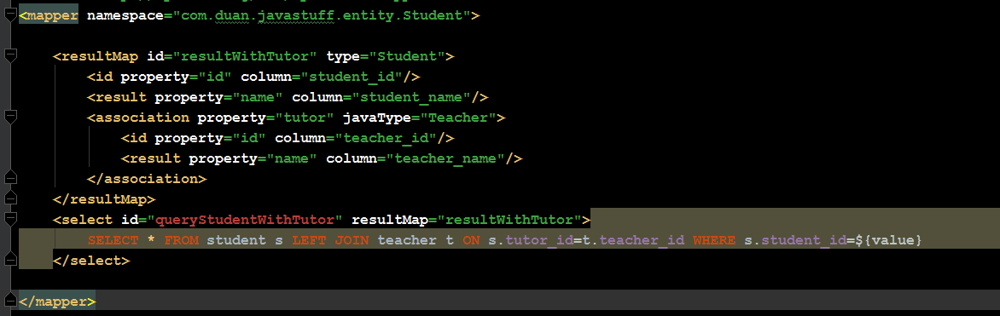 <mapper namespace="com.duan.javastuff.entity.Student">
<resultMap id="resultWithTutor" type="Student">
<id property="id" column="student_id"/>
<result property="name" column="student_name"/>
<association property="tutor" javaType="Teacher">
<id property="id" column="teacher_id"/>
<result property="name" column="teacher_name"/>
</association>
</resultMap>
<select id="queryStudentWithTutor" resultMap="resultWithTutor">
SELECT * FROM student s LEFT JOIN teacher t ON s.tutor_id=t.teacher_id WHERE s.student_id=${value}
</select>
</mapper>